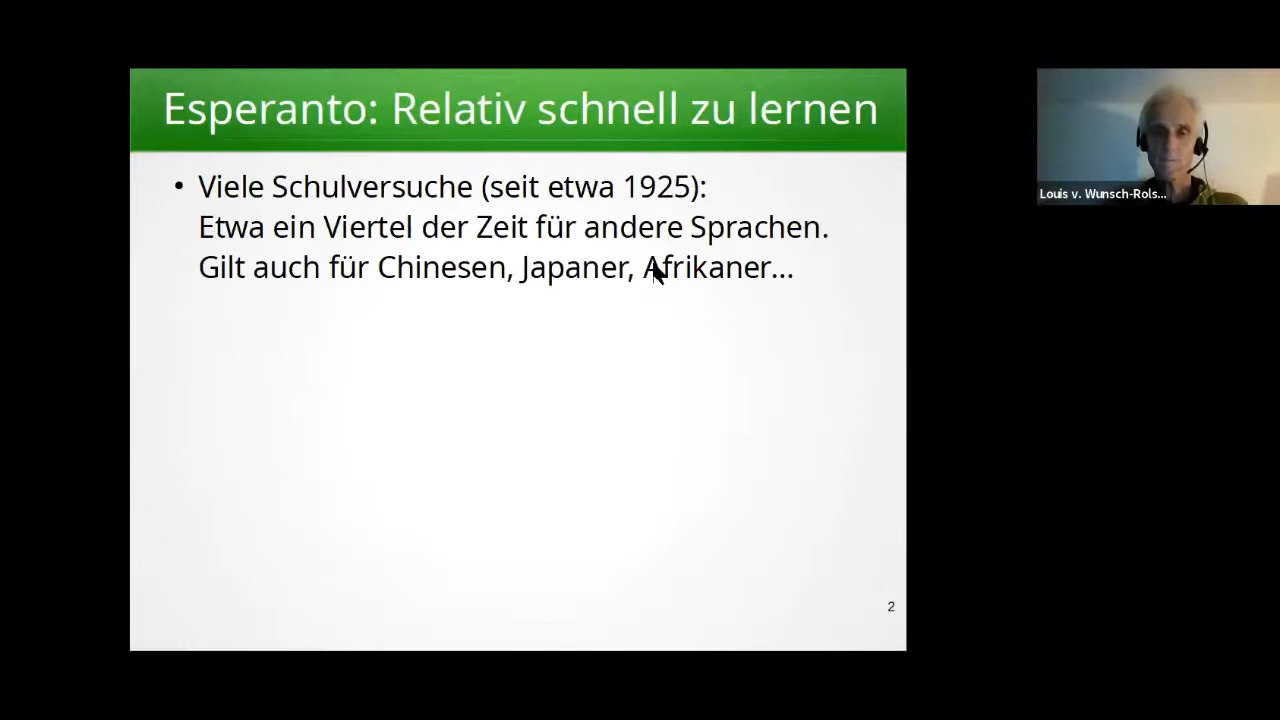 Esperanto: Relativ schnell zu lernen
• Viele Schulversuche (seit etwa 1925):
Etwa ein Viertel der Zeit für andere Sprachen.
Gilt auch für Chinesen, Japaner, Afrikaner...
2
Louis v. Wunsch-Rols...